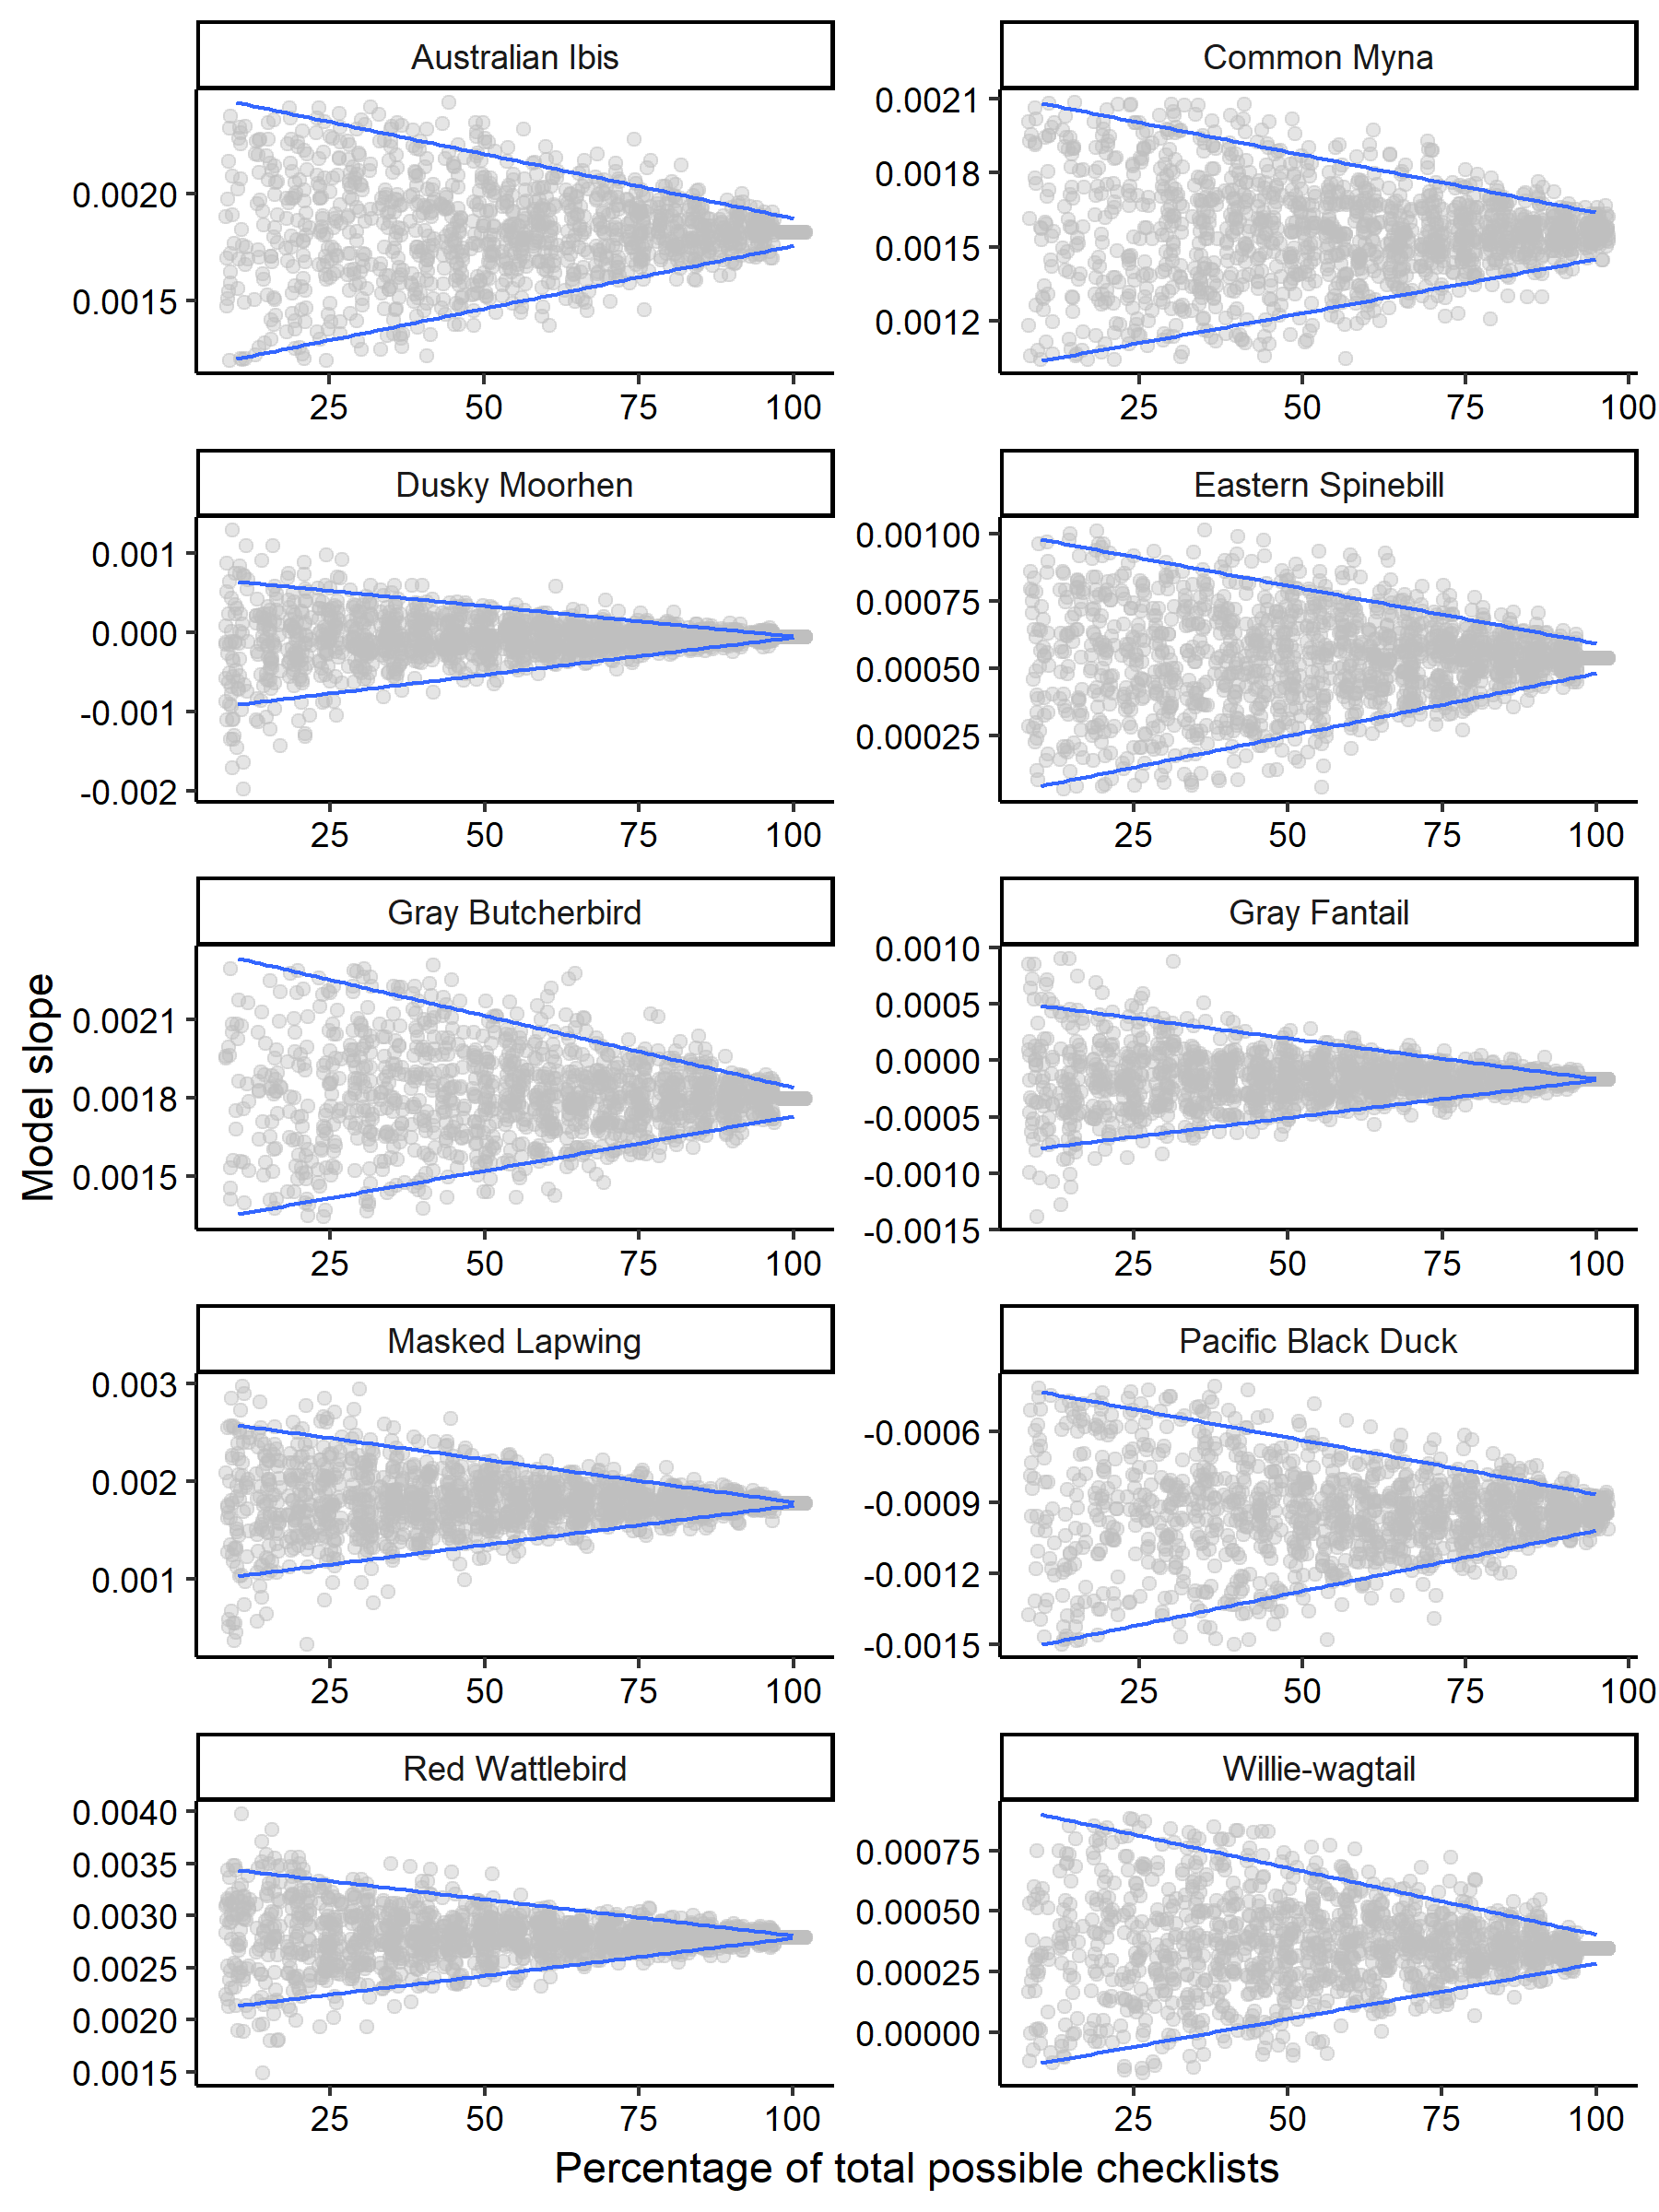 Australian Ibis
Common Myna
0.0020
0.0015
25 50 75 100
0.0021
0.0018
0.0015
0.0012
25 50 75 100
Dusky Moorhen
Eastern Spinebill
0.001
0.000
-0.001
-0.002
25 50 75 100
0.00100
0.00075
0.00050
0.00025
25 50 75 100
Gray Butcherbird
Gray Fantail
0.0021
0.0018
0.0015
25 50 75 100
0.0010
0.0005
0.0000
-0.0005
-0.0010
-0.0015
25 50 75 100
Masked Lapwing
Pacific Black Duck
0.003
0.002
0.001
25 50 75 100
-0.0006
-0.0009
-0.0012
-0.0015
25 50 75 100
Red Wattlebird
Willie-wagtail
0.0040
0.0035
0.0030
0.0025
0.0020
0.0015
25 50 75 100
0.00075
0.00050
0.00025
0.00000
25 50 75 100
Model slope
Percentage of total possible checklists